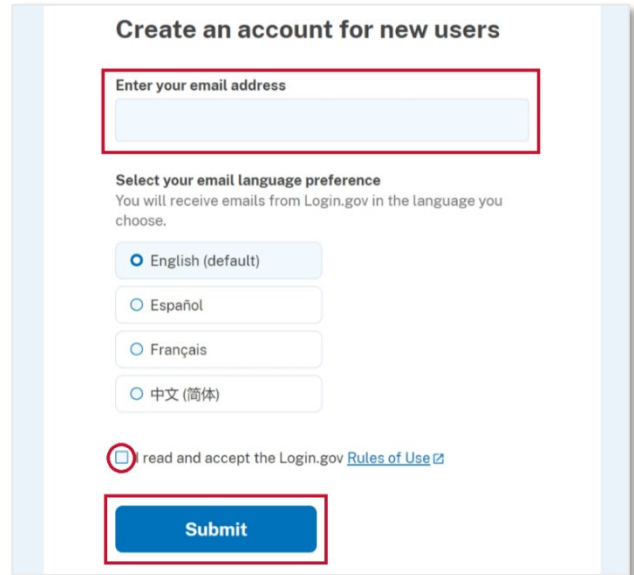 Create an account for new users
Enter your email address
Select your email language preference
You will receive emails from Login.gov in the language you
choose.
English (default)
Español
Français
中文 (简体)
I read and accept the Login.gov Rules of Use
Submit